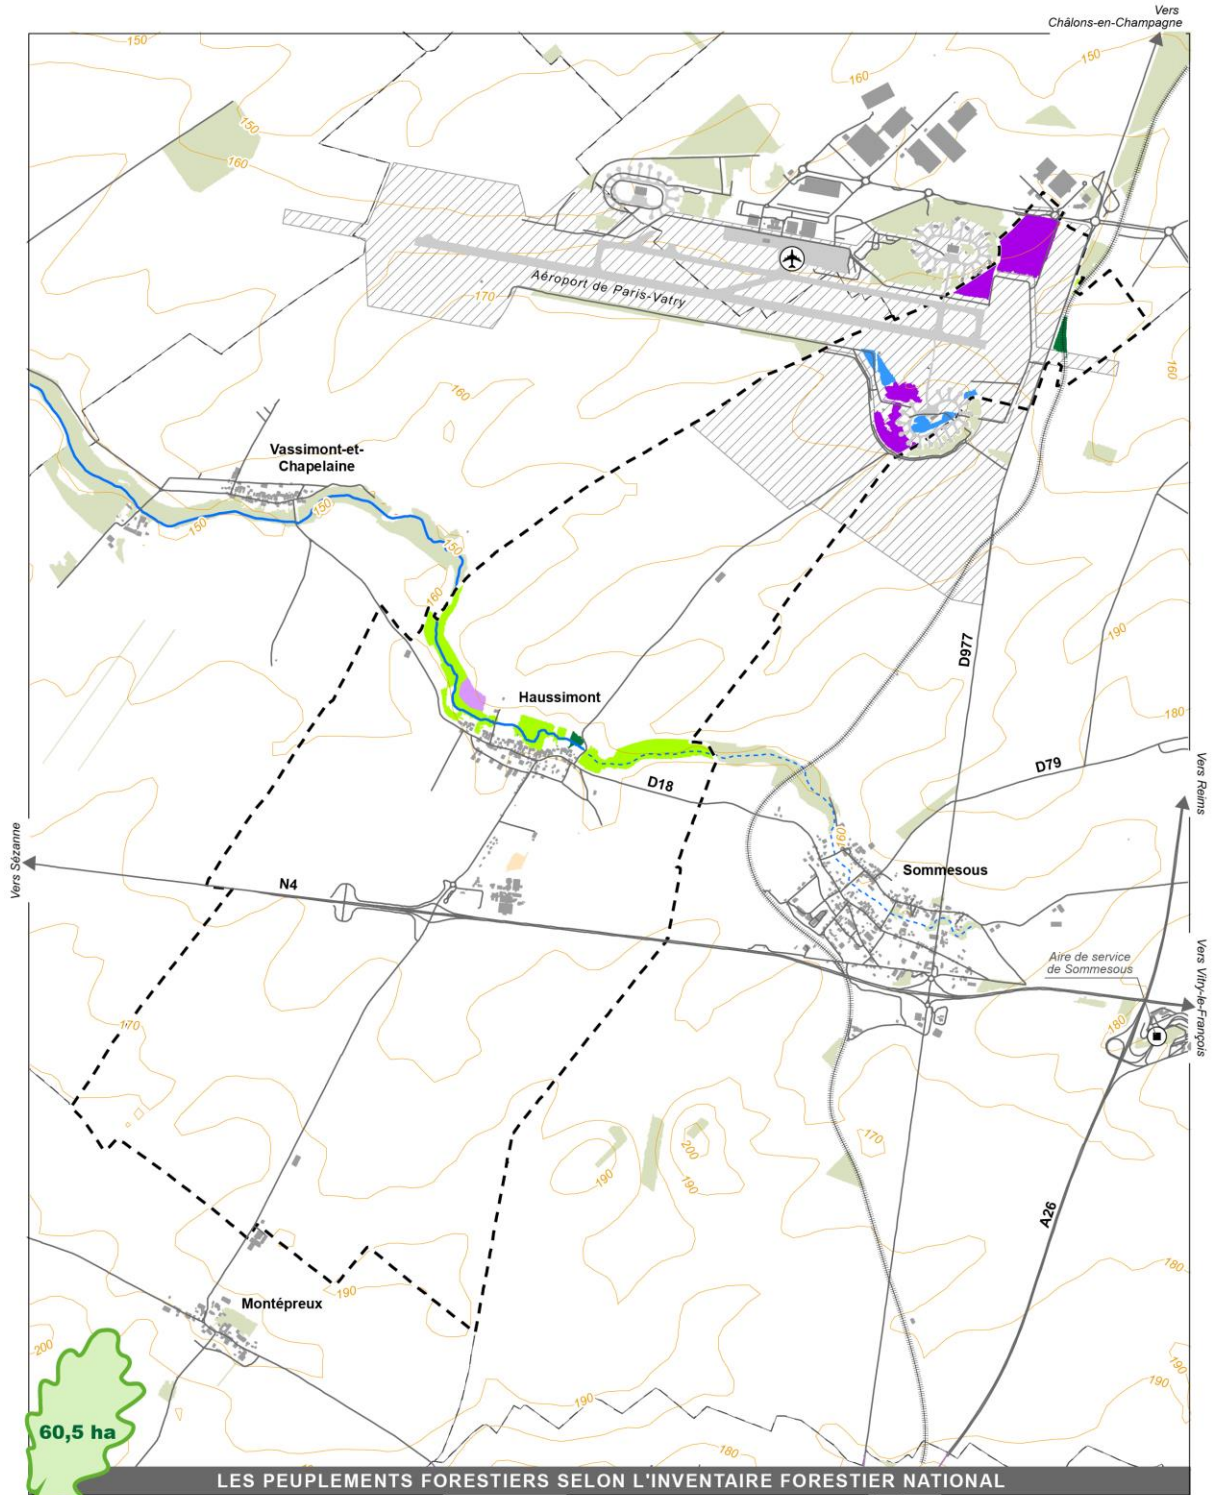 Vers
Châlons-en-Champagne
150
150
150
160
150
160
Aéroport de Paris-Vatry
170
160
160
Vassimont-et-
Chapelaine
150
150
150
160
D977
190
Haussimont
180
D18
D79
Vers Reims
Vers Sézanne
160
Sommesous
N4
Aire de service
de Sommesous
Vers Vitry-le-François
170
180
170
200
190
190
A26
180
190
Montépreux
200
190
190
190
180
60,5 ha
LES PEUPLEMENTS FORESTIERS SELON L'INVENTAIRE FORESTIER NATIONAL